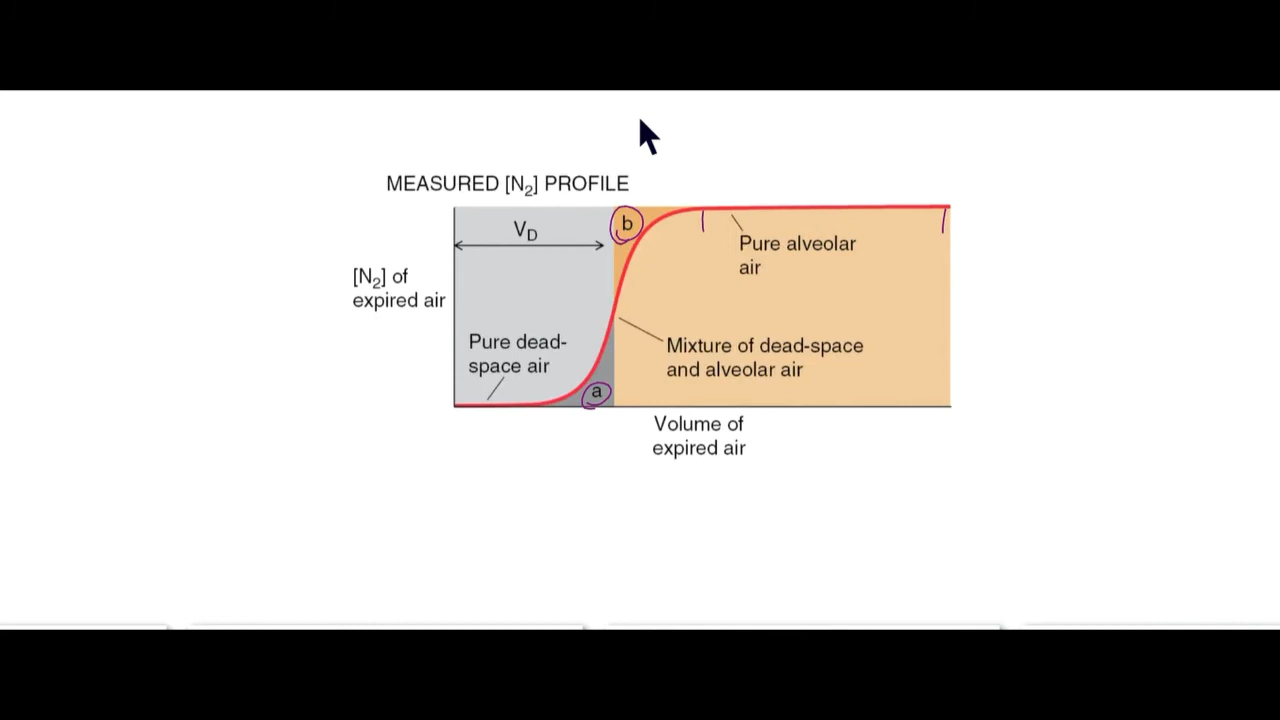 MEASURED [N₂] PROFILE
V_D
b
[N₂] of
expired air
Pure alveolar
air
Pure dead-
space air
Mixture of dead-space
and alveolar air
a
Volume of
expired air